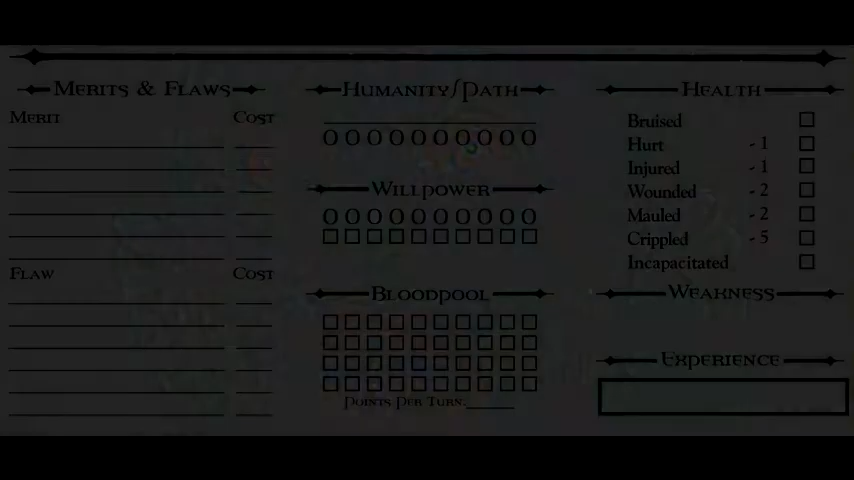 Merits & Flaws
Merit Cost
Flaw Cost
Humanity/Path
O O O O O O O O O O
Willpower
O O O O O O O O O O
Bloodpool
Points Per Turn:
Health
Bruised
Hurt - 1
Injured - 1
Wounded - 2
Mauled - 2
Crippled - 5
Incapacitated
Weakness
Experience